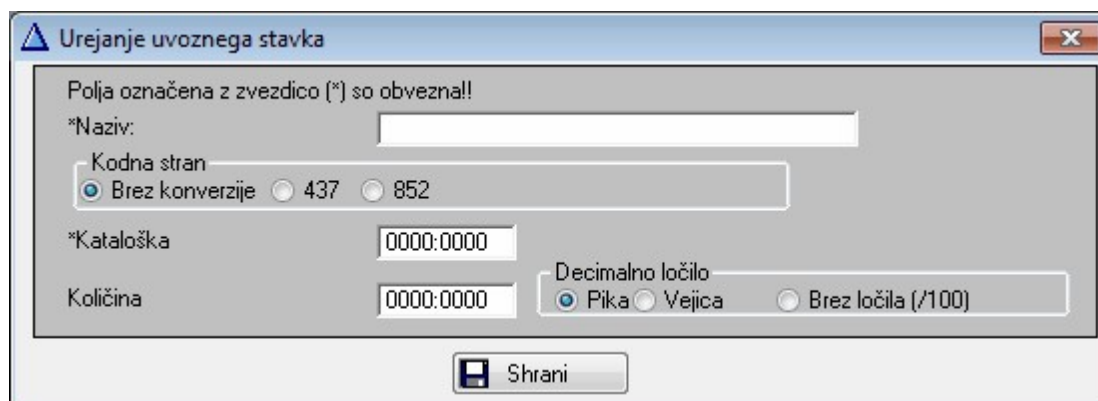 Urejanje uvoznega stavka
Polja označena z zvezdico (*) so obvezna!!
*Naziv:
Kodna stran
Brez konverzije 437 852
*Kataloška 0000:0000
Decimalno ločilo
Količina 0000:0000 Pika Vejica Brez ločila (/100)
Shrani